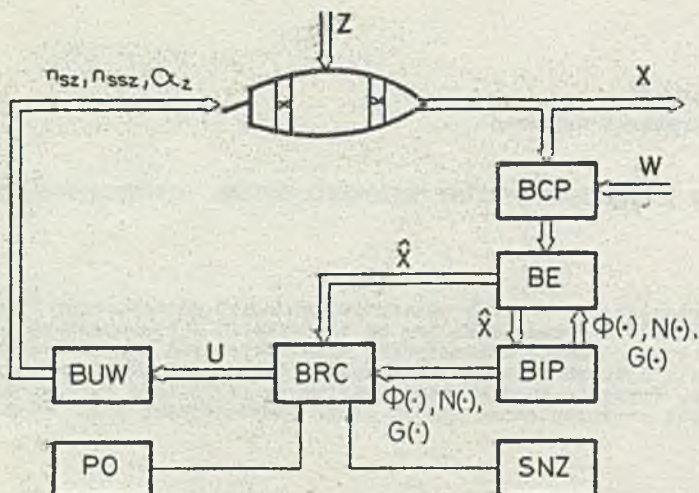 Z
n_sz, n_ssz, α_z
X
BCP
W
X̂
BE
X̂
Φ(·), N(·),
G(·)
U
BUW
BRC
BIP
Φ(·), N(·),
G(·)
PO
SNZ